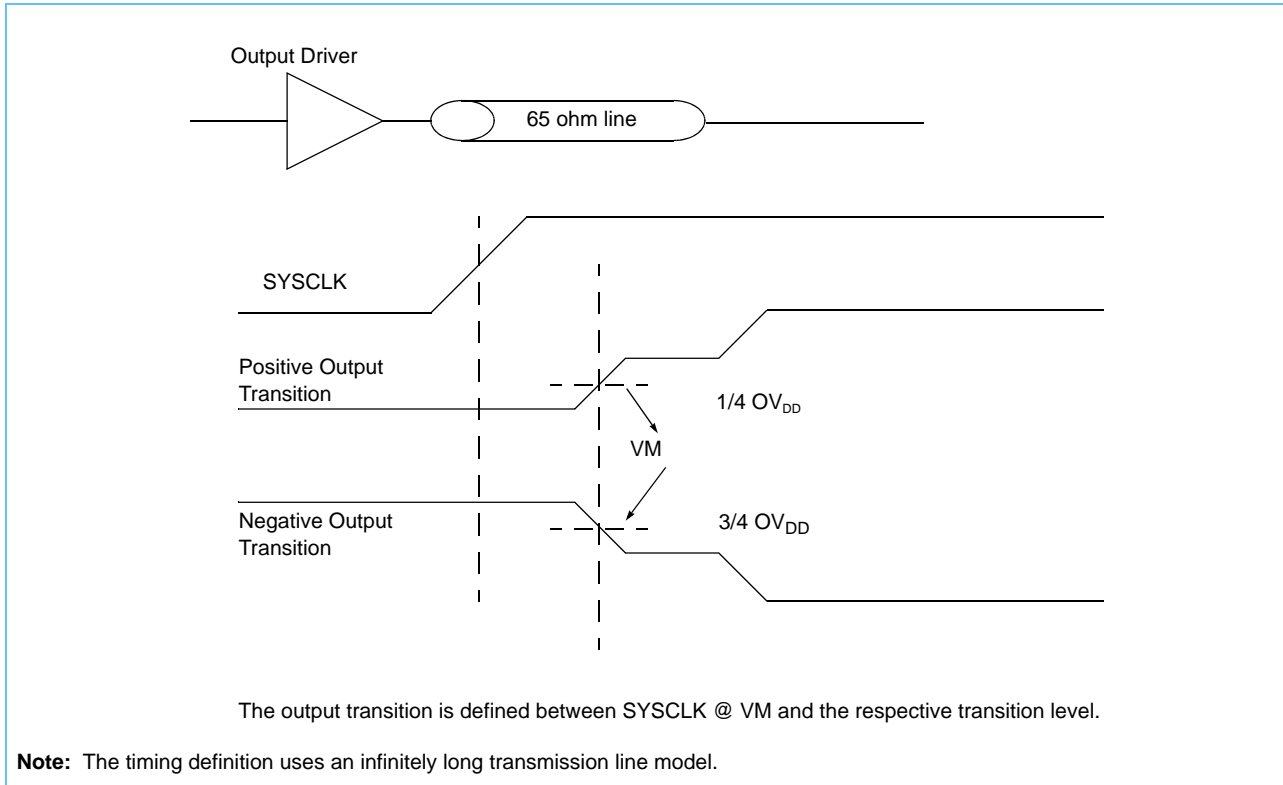 Output Driver
65 ohm line
SYSCLK
Positive Output
Transition
1/4 OVDD
VM
Negative Output
Transition
3/4 OVDD
The output transition is defined between SYSCLK @ VM and the respective transition level.
Note: The timing definition uses an infinitely long transmission line model.